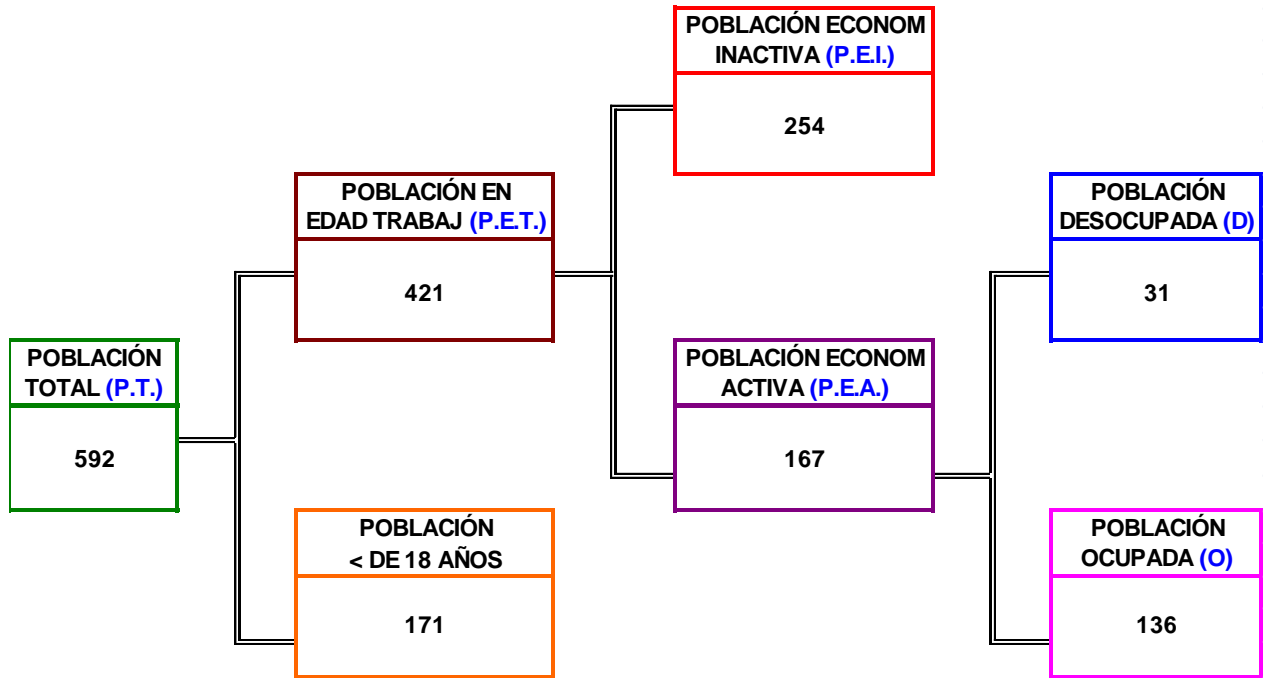 POBLACIÓN ECONOM
INACTIVA (P.E.I.)
254
POBLACIÓN EN
EDAD TRABAJ (P.E.T.)
421
POBLACIÓN
DESOCUPADA (D)
31
POBLACIÓN
TOTAL (P.T.)
592
POBLACIÓN ECONOM
ACTIVA (P.E.A.)
167
POBLACIÓN
< DE 18 AÑOS
171
POBLACIÓN
OCUPADA (O)
136